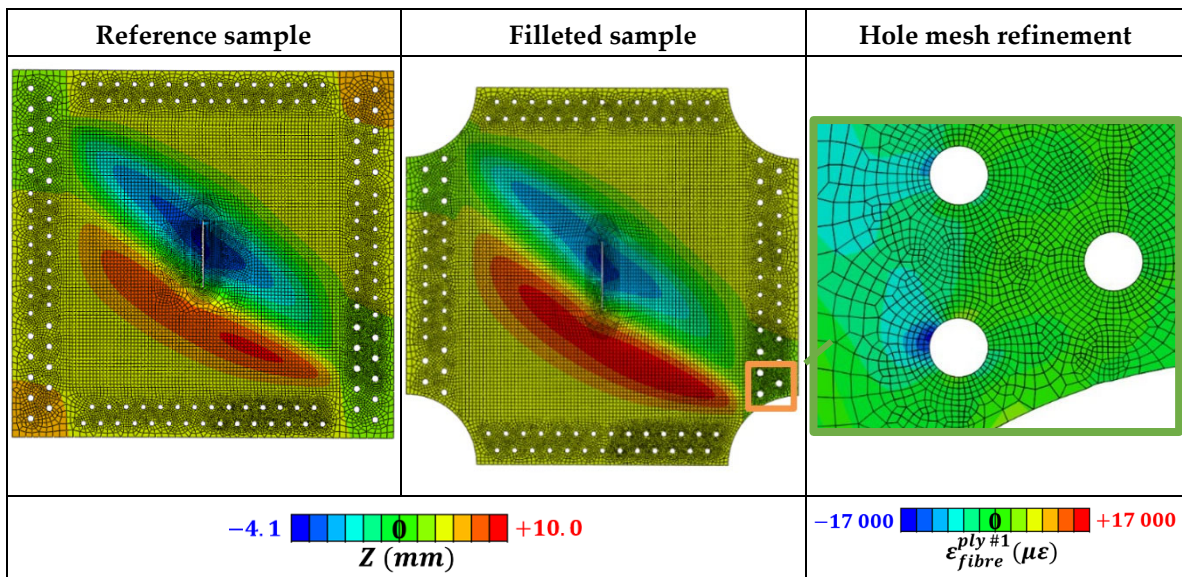 Reference sample
Filleted sample
Hole mesh refinement
−4.1 0 +10.0
Z (mm)
−17 000 0 +17 000
ε_fibre^ply #1 (με)